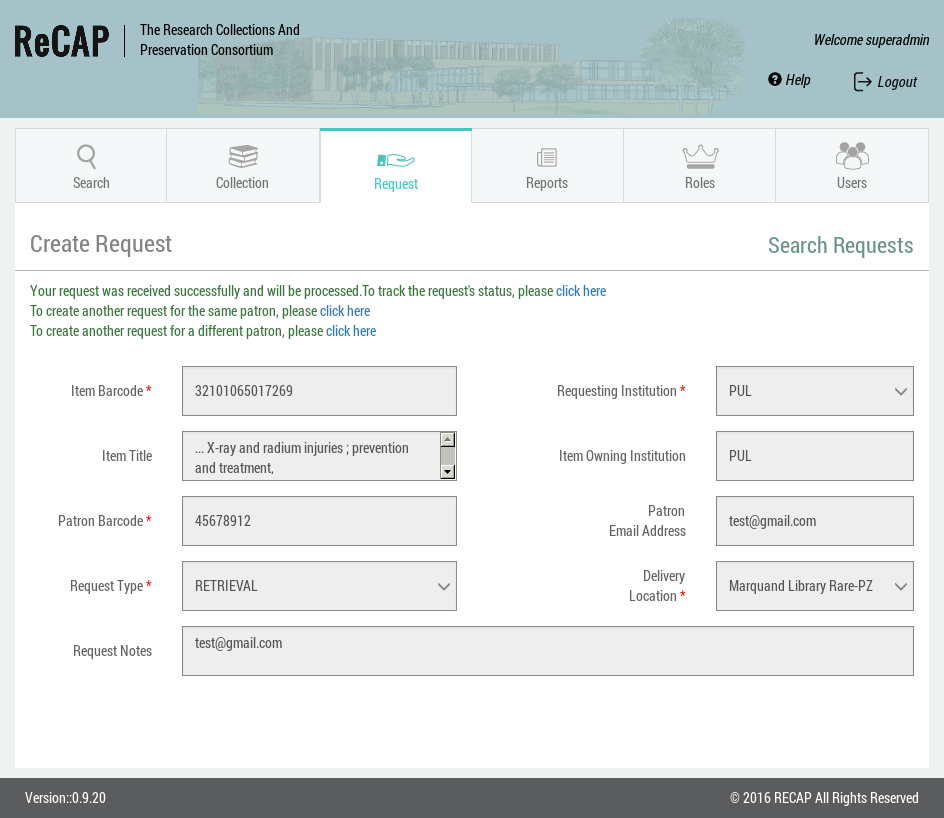 ReCAP
The Research Collections And
Preservation Consortium
Welcome superadmin
Help
Logout
Search
Collection
Request
Reports
Roles
Users
Create Request
Search Requests
Your request was received successfully and will be processed.To track the request's status, please click here
To create another request for the same patron, please click here
To create another request for a different patron, please click here
Item Barcode * 32101065017269
Requesting Institution * PUL
Item Title
... X-ray and radium injuries ; prevention
and treatment,
Item Owning Institution PUL
Patron Barcode * 45678912
Patron
Email Address
test@gmail.com
Request Type * RETRIEVAL
Delivery
Location *
Marquand Library Rare-PZ
Request Notes
test@gmail.com
Version::0.9.20
© 2016 RECAP All Rights Reserved